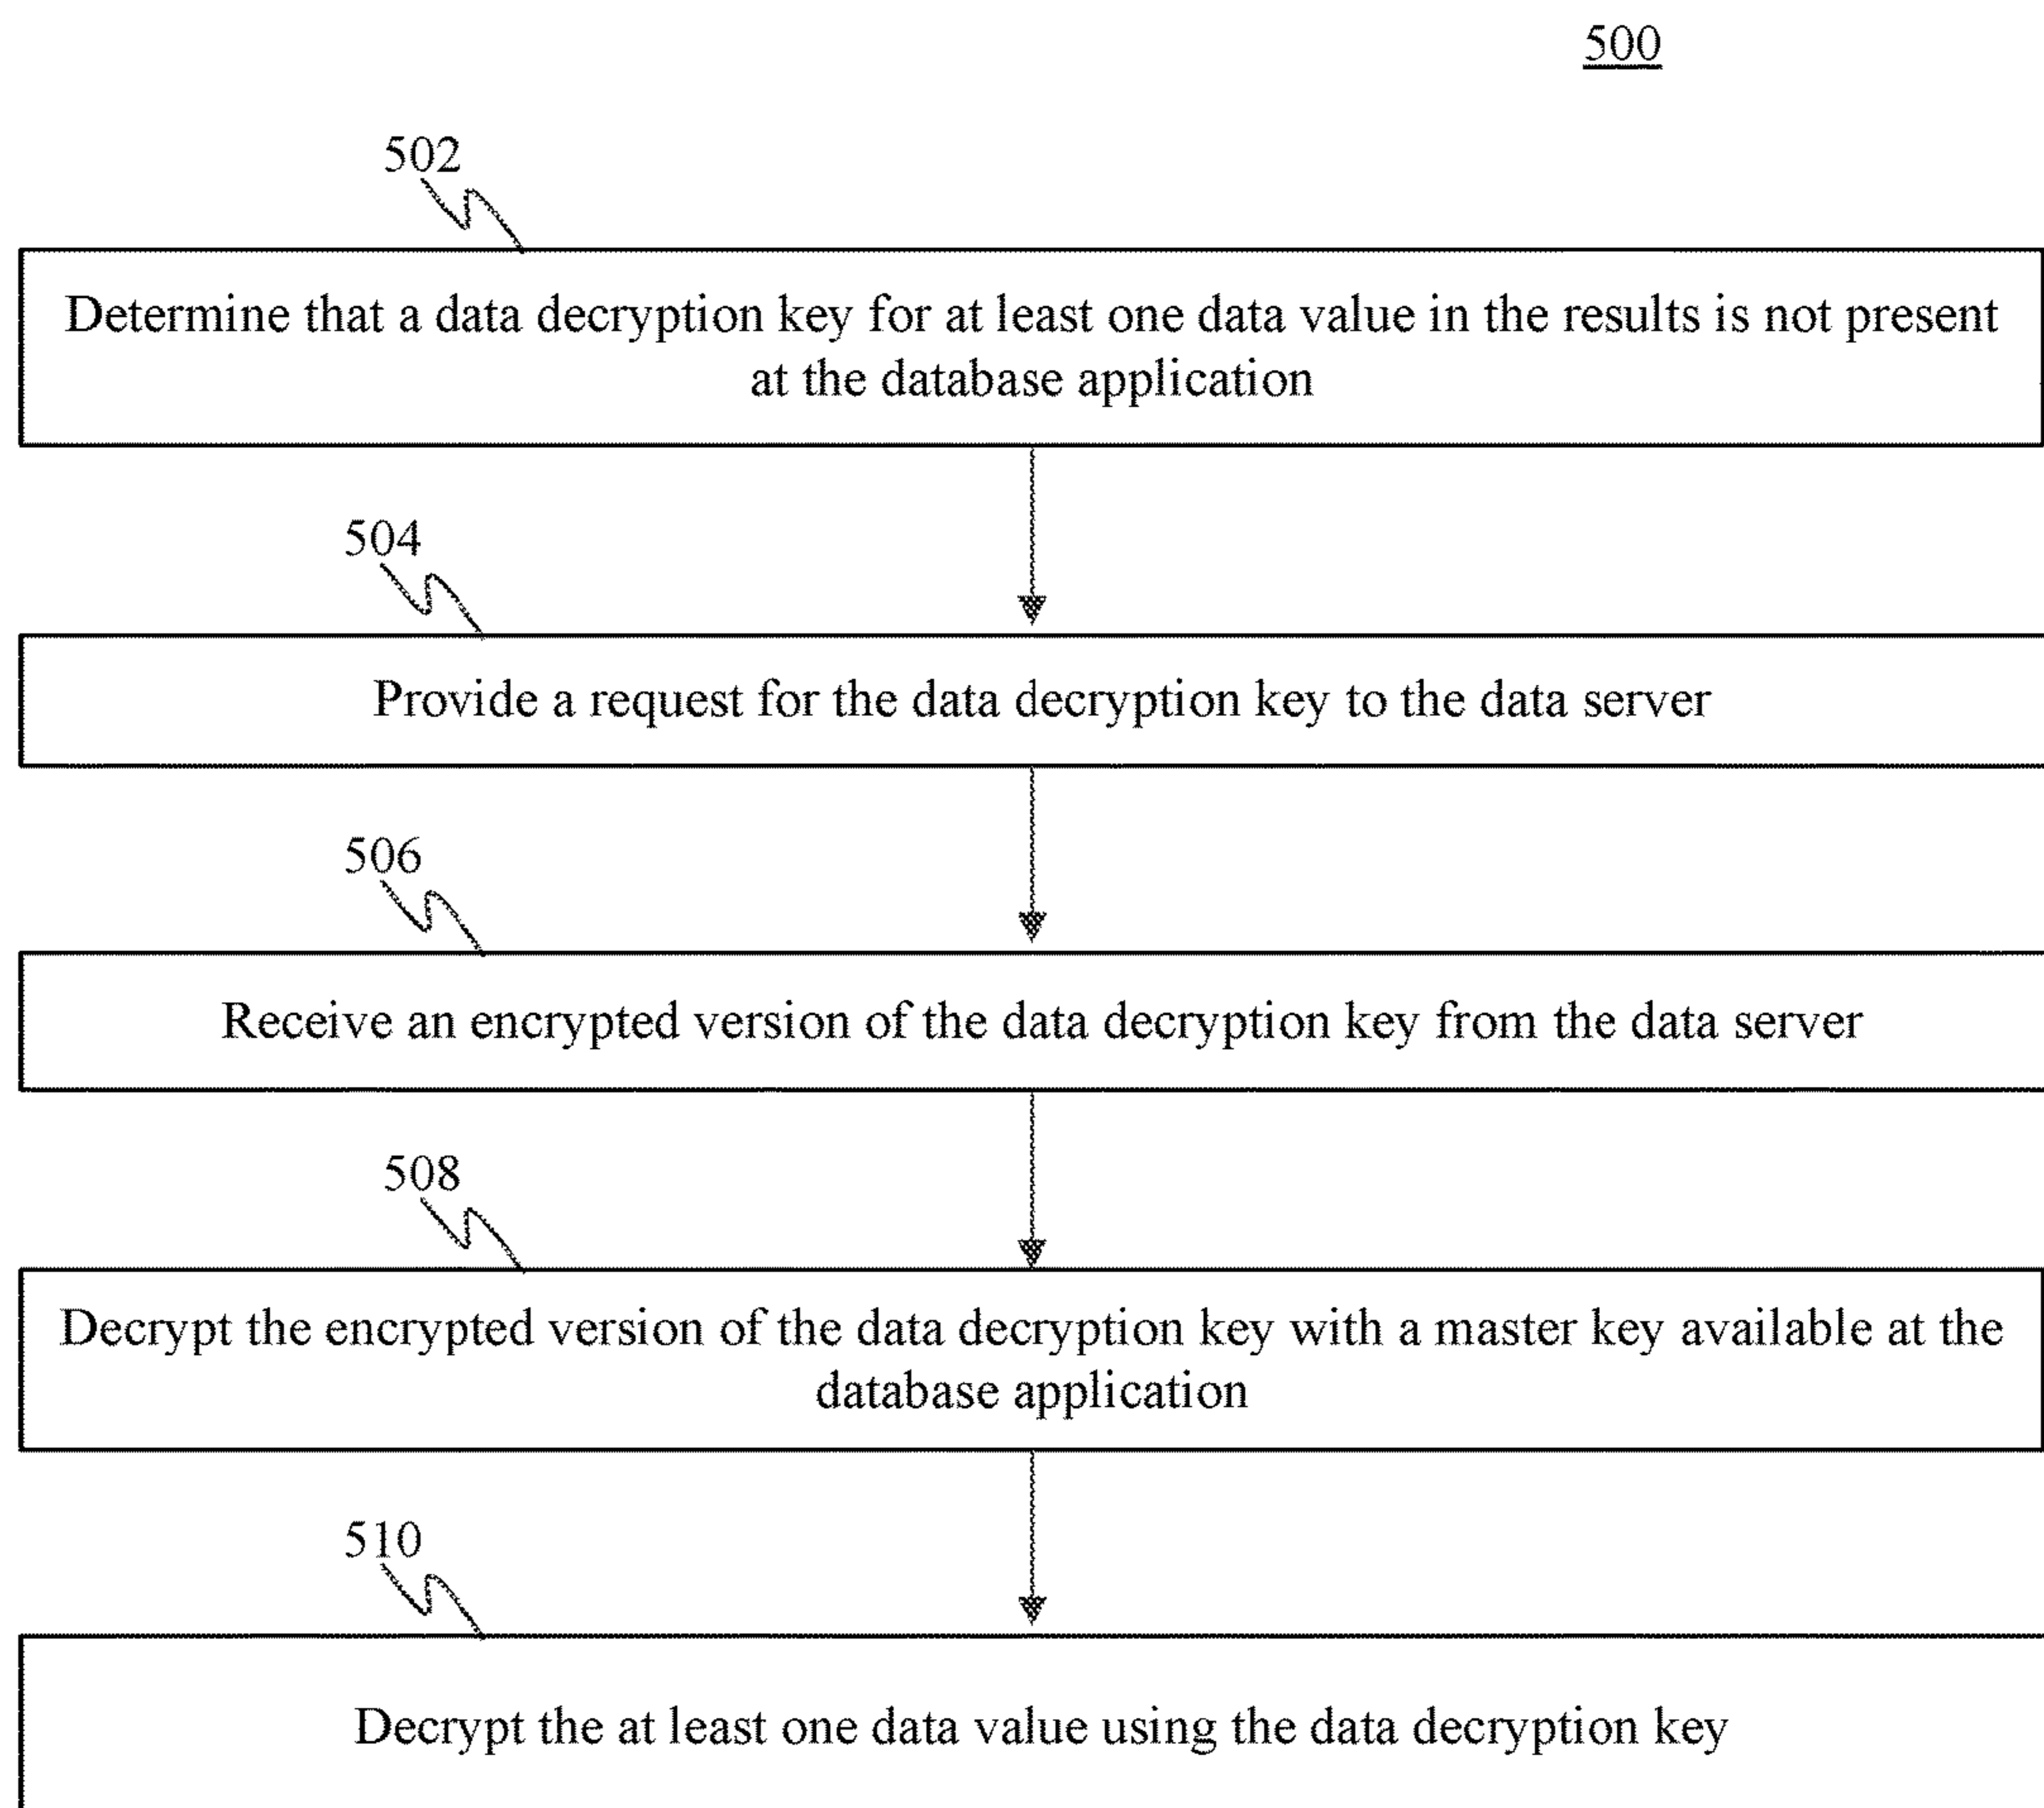 500
502
Determine that a data decryption key for at least one data value in the results is not present
at the database application
504
Provide a request for the data decryption key to the data server
506
Receive an encrypted version of the data decryption key from the data server
508
Decrypt the encrypted version of the data decryption key with a master key available at the
database application
510
Decrypt the at least one data value using the data decryption key